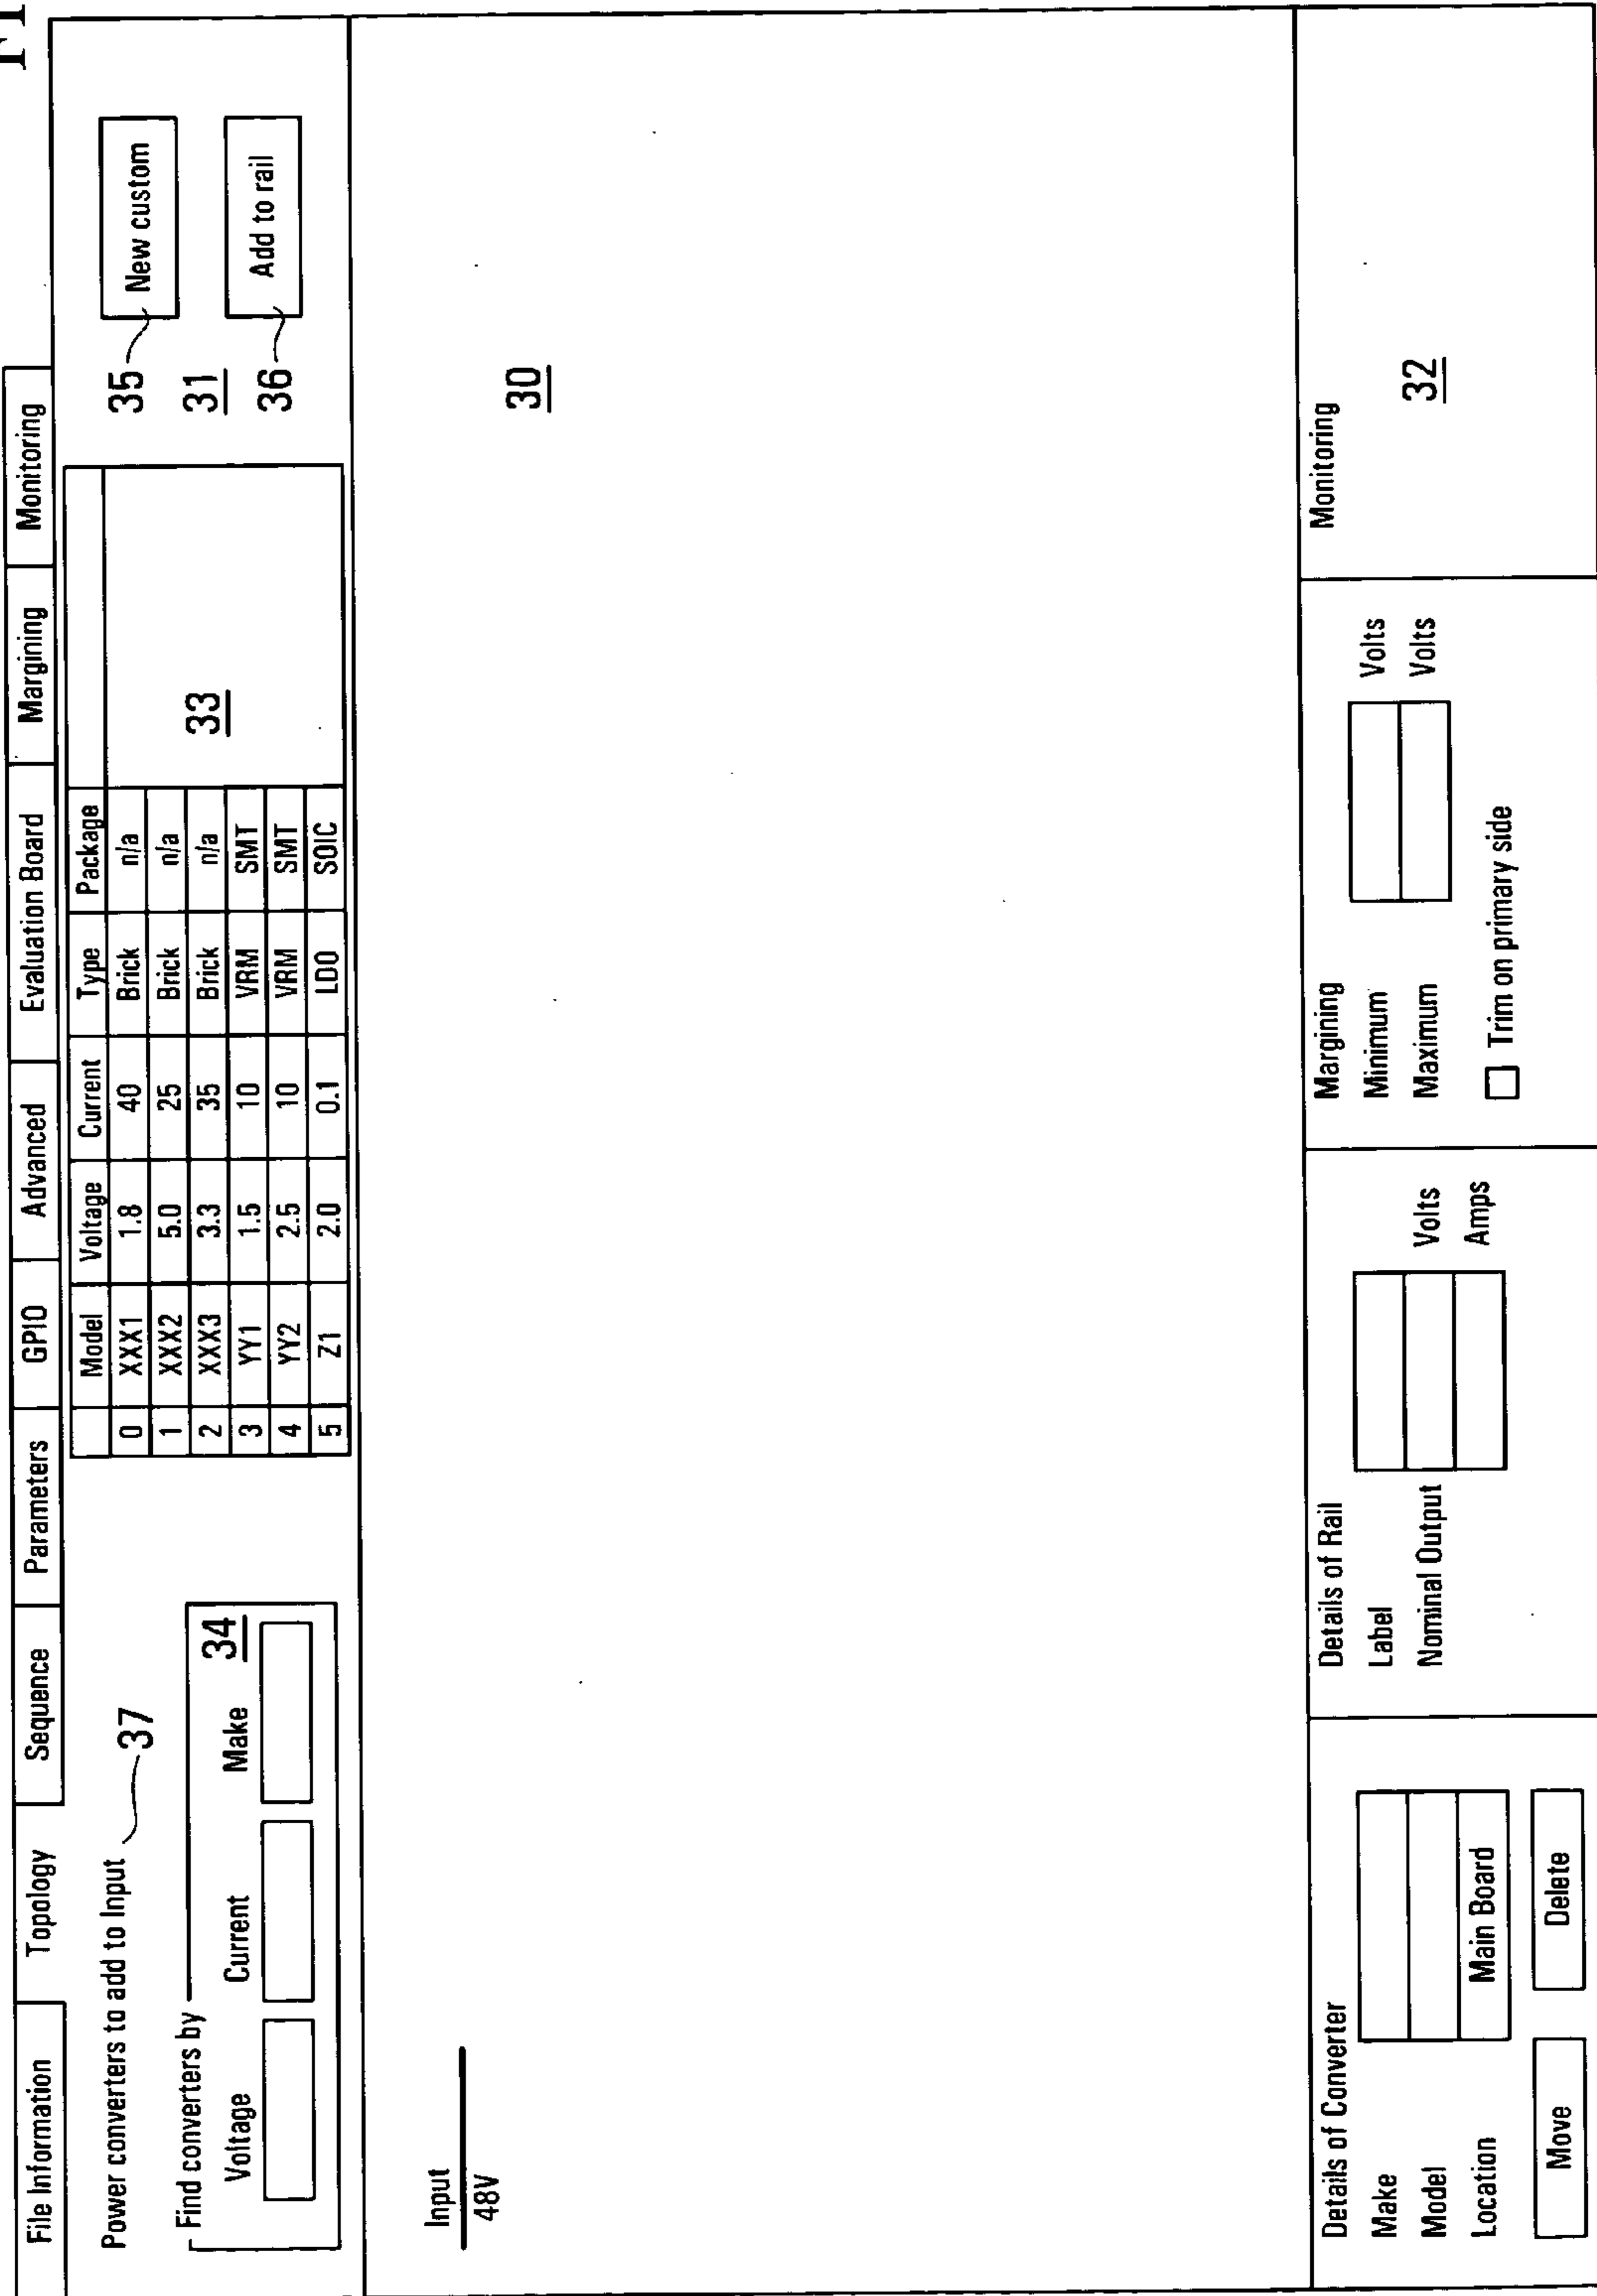 File Information Topology Sequence Parameters GPIO Advanced Evaluation Board Margining Monitoring
Power converters to add to Input 37
Find converters by 34
Voltage Current Make
Model Voltage Current Type Package
0 XXX1 1.8 40 Brick n/a
1 XXX2 5.0 25 Brick n/a
2 XXX3 3.3 35 Brick n/a
3 YY1 1.5 10 VRM SMT
4 YY2 2.5 10 VRM SMT
5 Z1 2.0 0.1 LDO SOIC
33
35 New custom
31
36 Add to rail
Input
48V
30
Details of Converter
Make
Model
Location Main Board
Move Delete
Details of Rail
Label
Nominal Output Volts
Amps
Margining
Minimum Volts
Maximum Volts
Trim on primary side
Monitoring
32